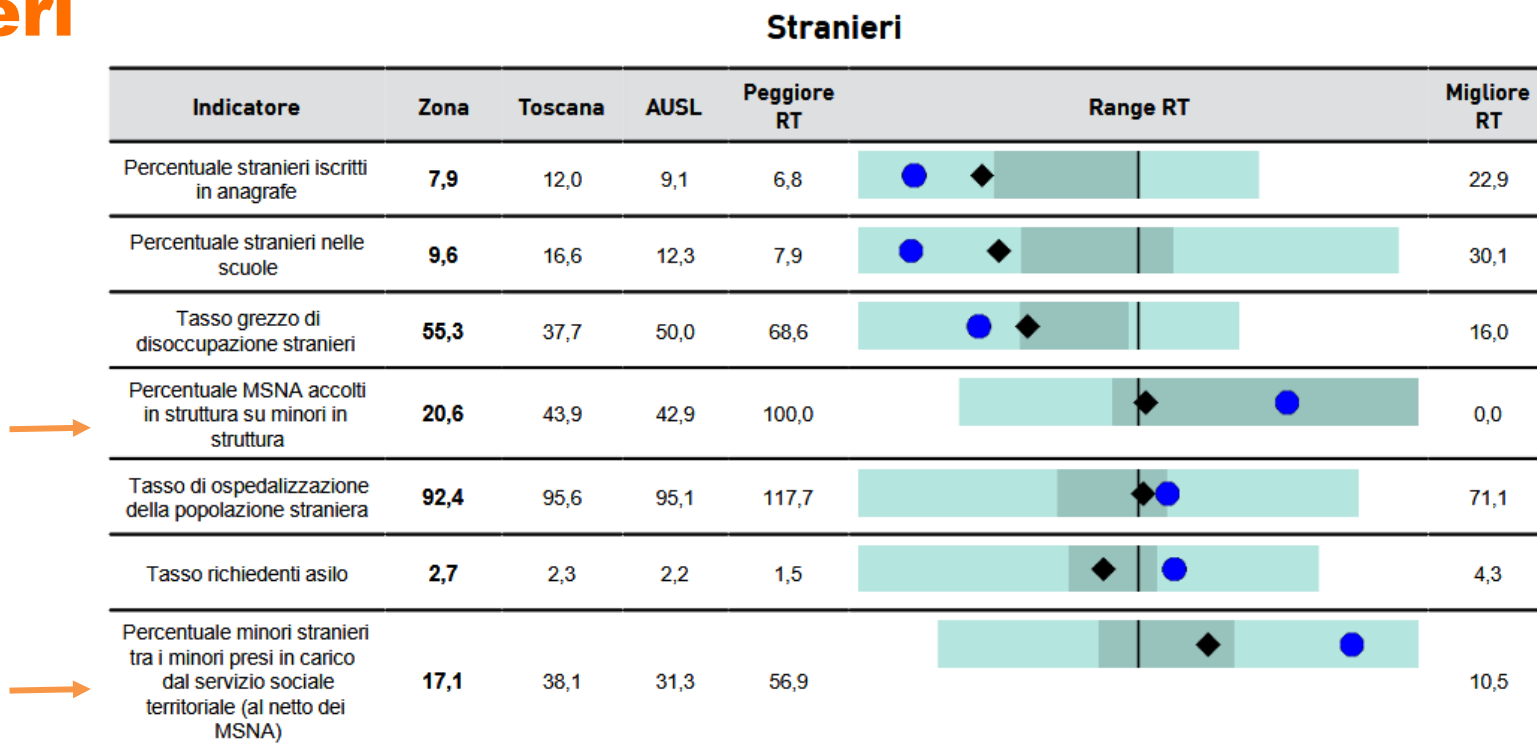 eri
Stranieri
Indicatore Zona Toscana AUSL Peggiore RT Range RT Migliore RT
Percentuale stranieri iscritti
in anagrafe
7,9 12,0 9,1 6,8 22,9
Percentuale stranieri nelle
scuole
9,6 16,6 12,3 7,9 30,1
Tasso grezzo di
disoccupazione stranieri
55,3 37,7 50,0 68,6 16,0
Percentuale MSNA accolti
in struttura su minori in
struttura
20,6 43,9 42,9 100,0 0,0
Tasso di ospedalizzazione
della popolazione straniera
92,4 95,6 95,1 117,7 71,1
Tasso richiedenti asilo
2,7 2,3 2,2 1,5 4,3
Percentuale minori stranieri
tra i minori presi in carico
dal servizio sociale
territoriale (al netto dei
MSNA)
17,1 38,1 31,3 56,9 10,5